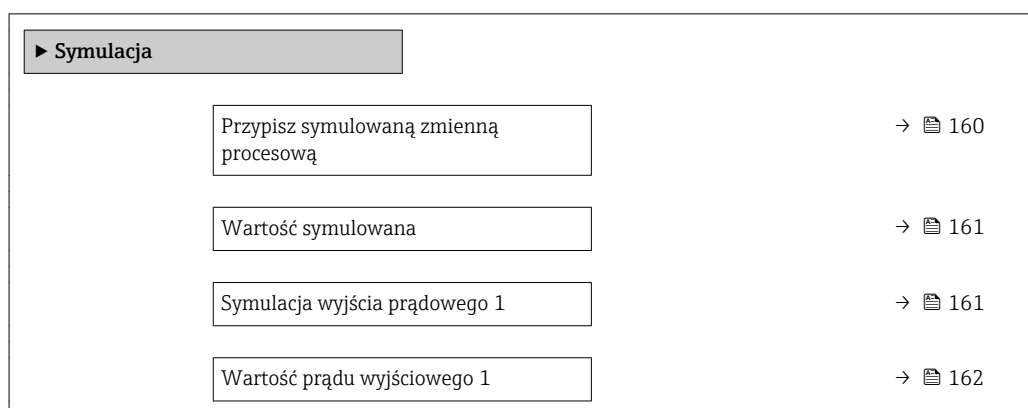 ▶ Symulacja
Przypisz symulowaną zmienną
procesową
→ 160
Wartość symulowana → 161
Symulacja wyjścia prądowego 1 → 161
Wartość prądu wyjściowego 1 → 162